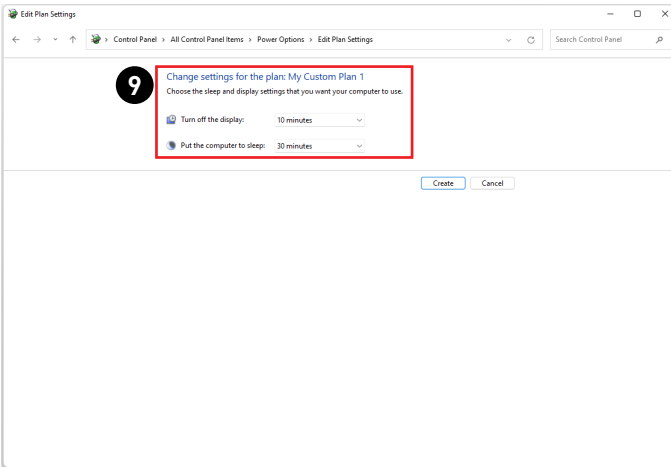 Edit Plan Settings
Control Panel > All Control Panel Items > Power Options > Edit Plan Settings
Search Control Panel
9
Change settings for the plan: My Custom Plan 1
Choose the sleep and display settings that you want your computer to use.
Turn off the display: 10 minutes
Put the computer to sleep: 30 minutes
Create Cancel